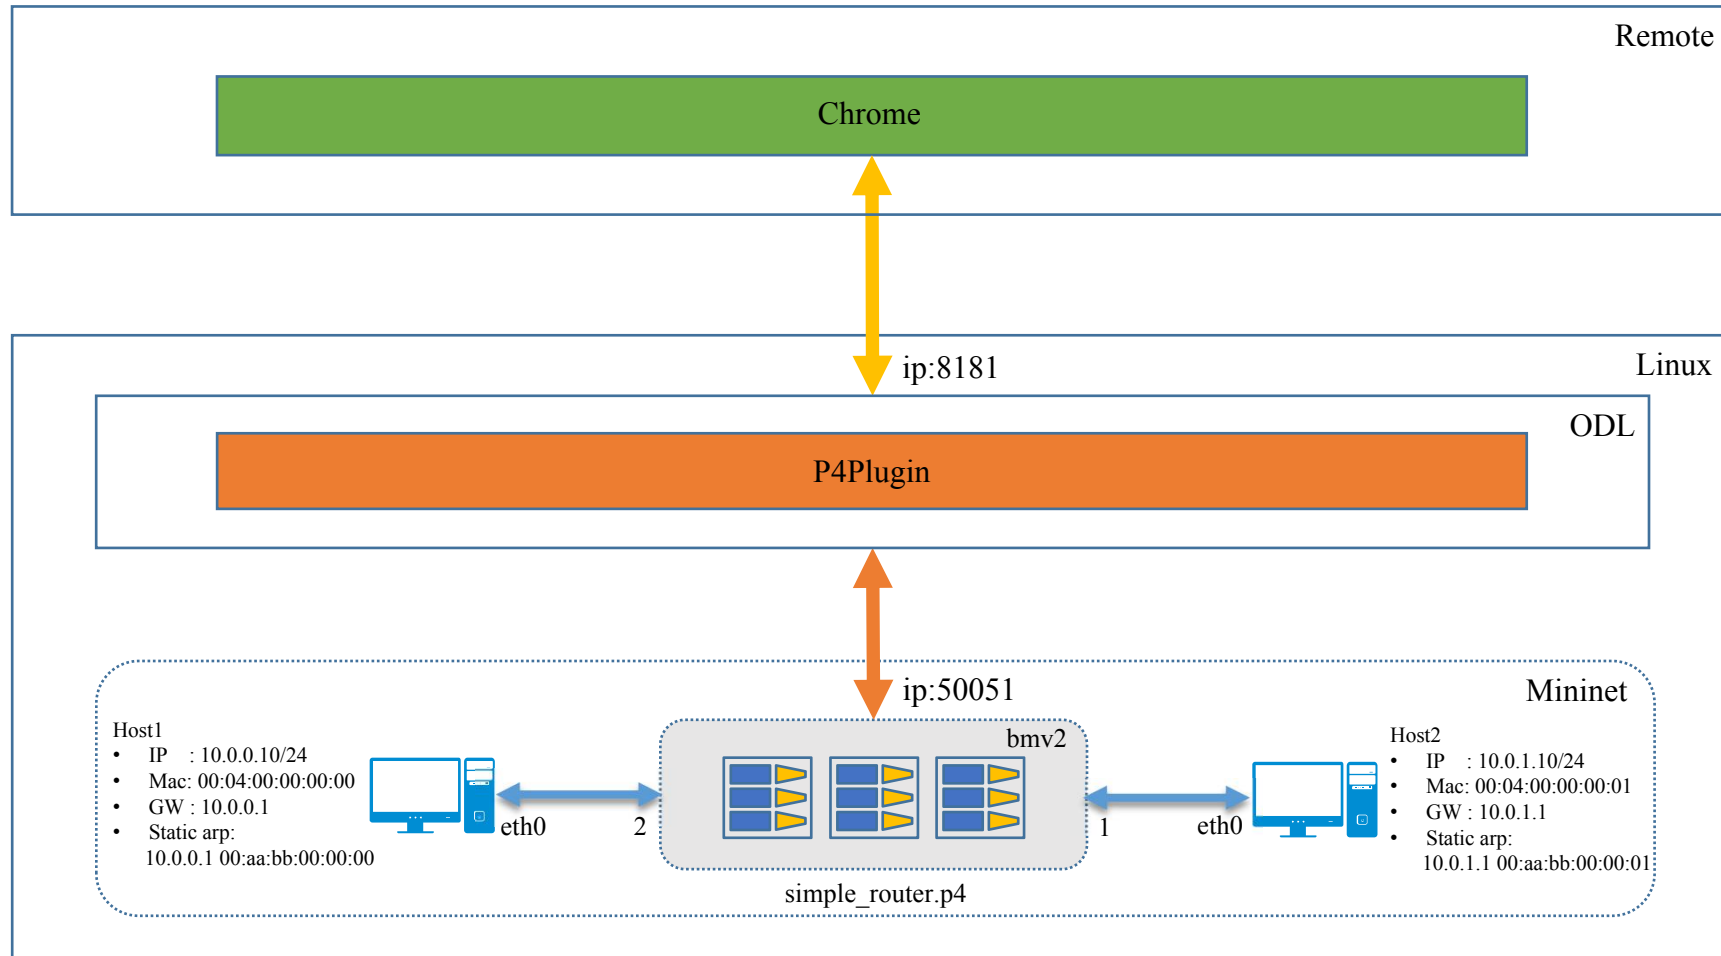 Remote
Chrome
ip:8181
Linux
ODL
P4Plugin
ip:50051
Mininet
bmv2
Host1
• IP : 10.0.0.10/24
• Mac: 00:04:00:00:00:00
• GW : 10.0.0.1
• Static arp:
10.0.0.1 00:aa:bb:00:00:00
eth0
2
1
eth0
Host2
• IP : 10.0.1.10/24
• Mac: 00:04:00:00:00:01
• GW : 10.0.1.1
• Static arp:
10.0.1.1 00:aa:bb:00:00:01
simple_router.p4